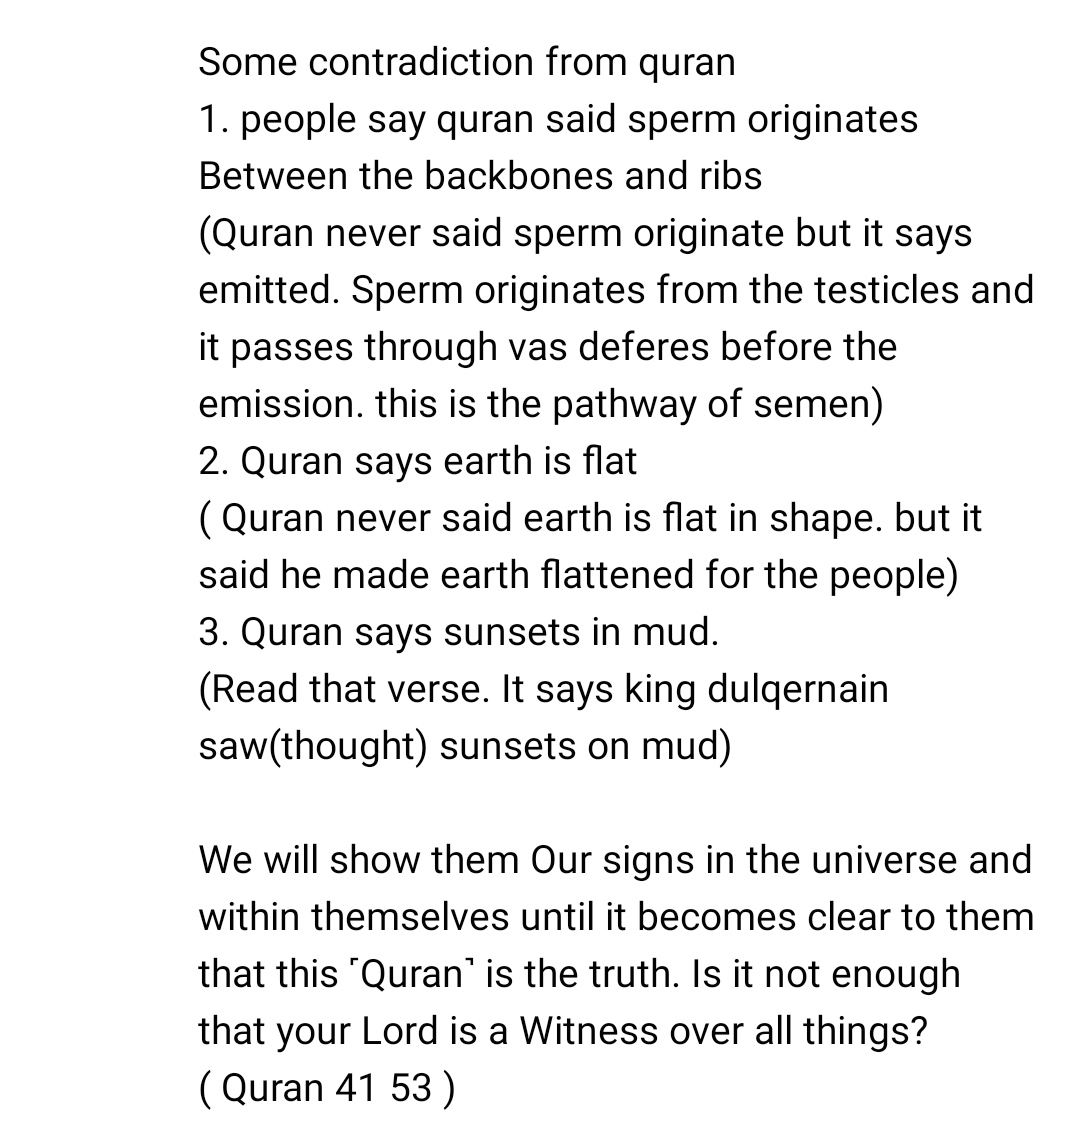 Some contradiction from quran
1. people say quran said sperm originates
Between the backbones and ribs
(Quran never said sperm originate but it says
emitted. Sperm originates from the testicles and
it passes through vas deferes before the
emission. this is the pathway of semen)
2. Quran says earth is flat
( Quran never said earth is flat in shape. but it
said he made earth flattened for the people)
3. Quran says sunsets in mud.
(Read that verse. It says king dulqernain
saw(thought) sunsets on mud)
We will show them Our signs in the universe and
within themselves until it becomes clear to them
that this ˹Quran˺ is the truth. Is it not enough
that your Lord is a Witness over all things?
( Quran 41 53 )